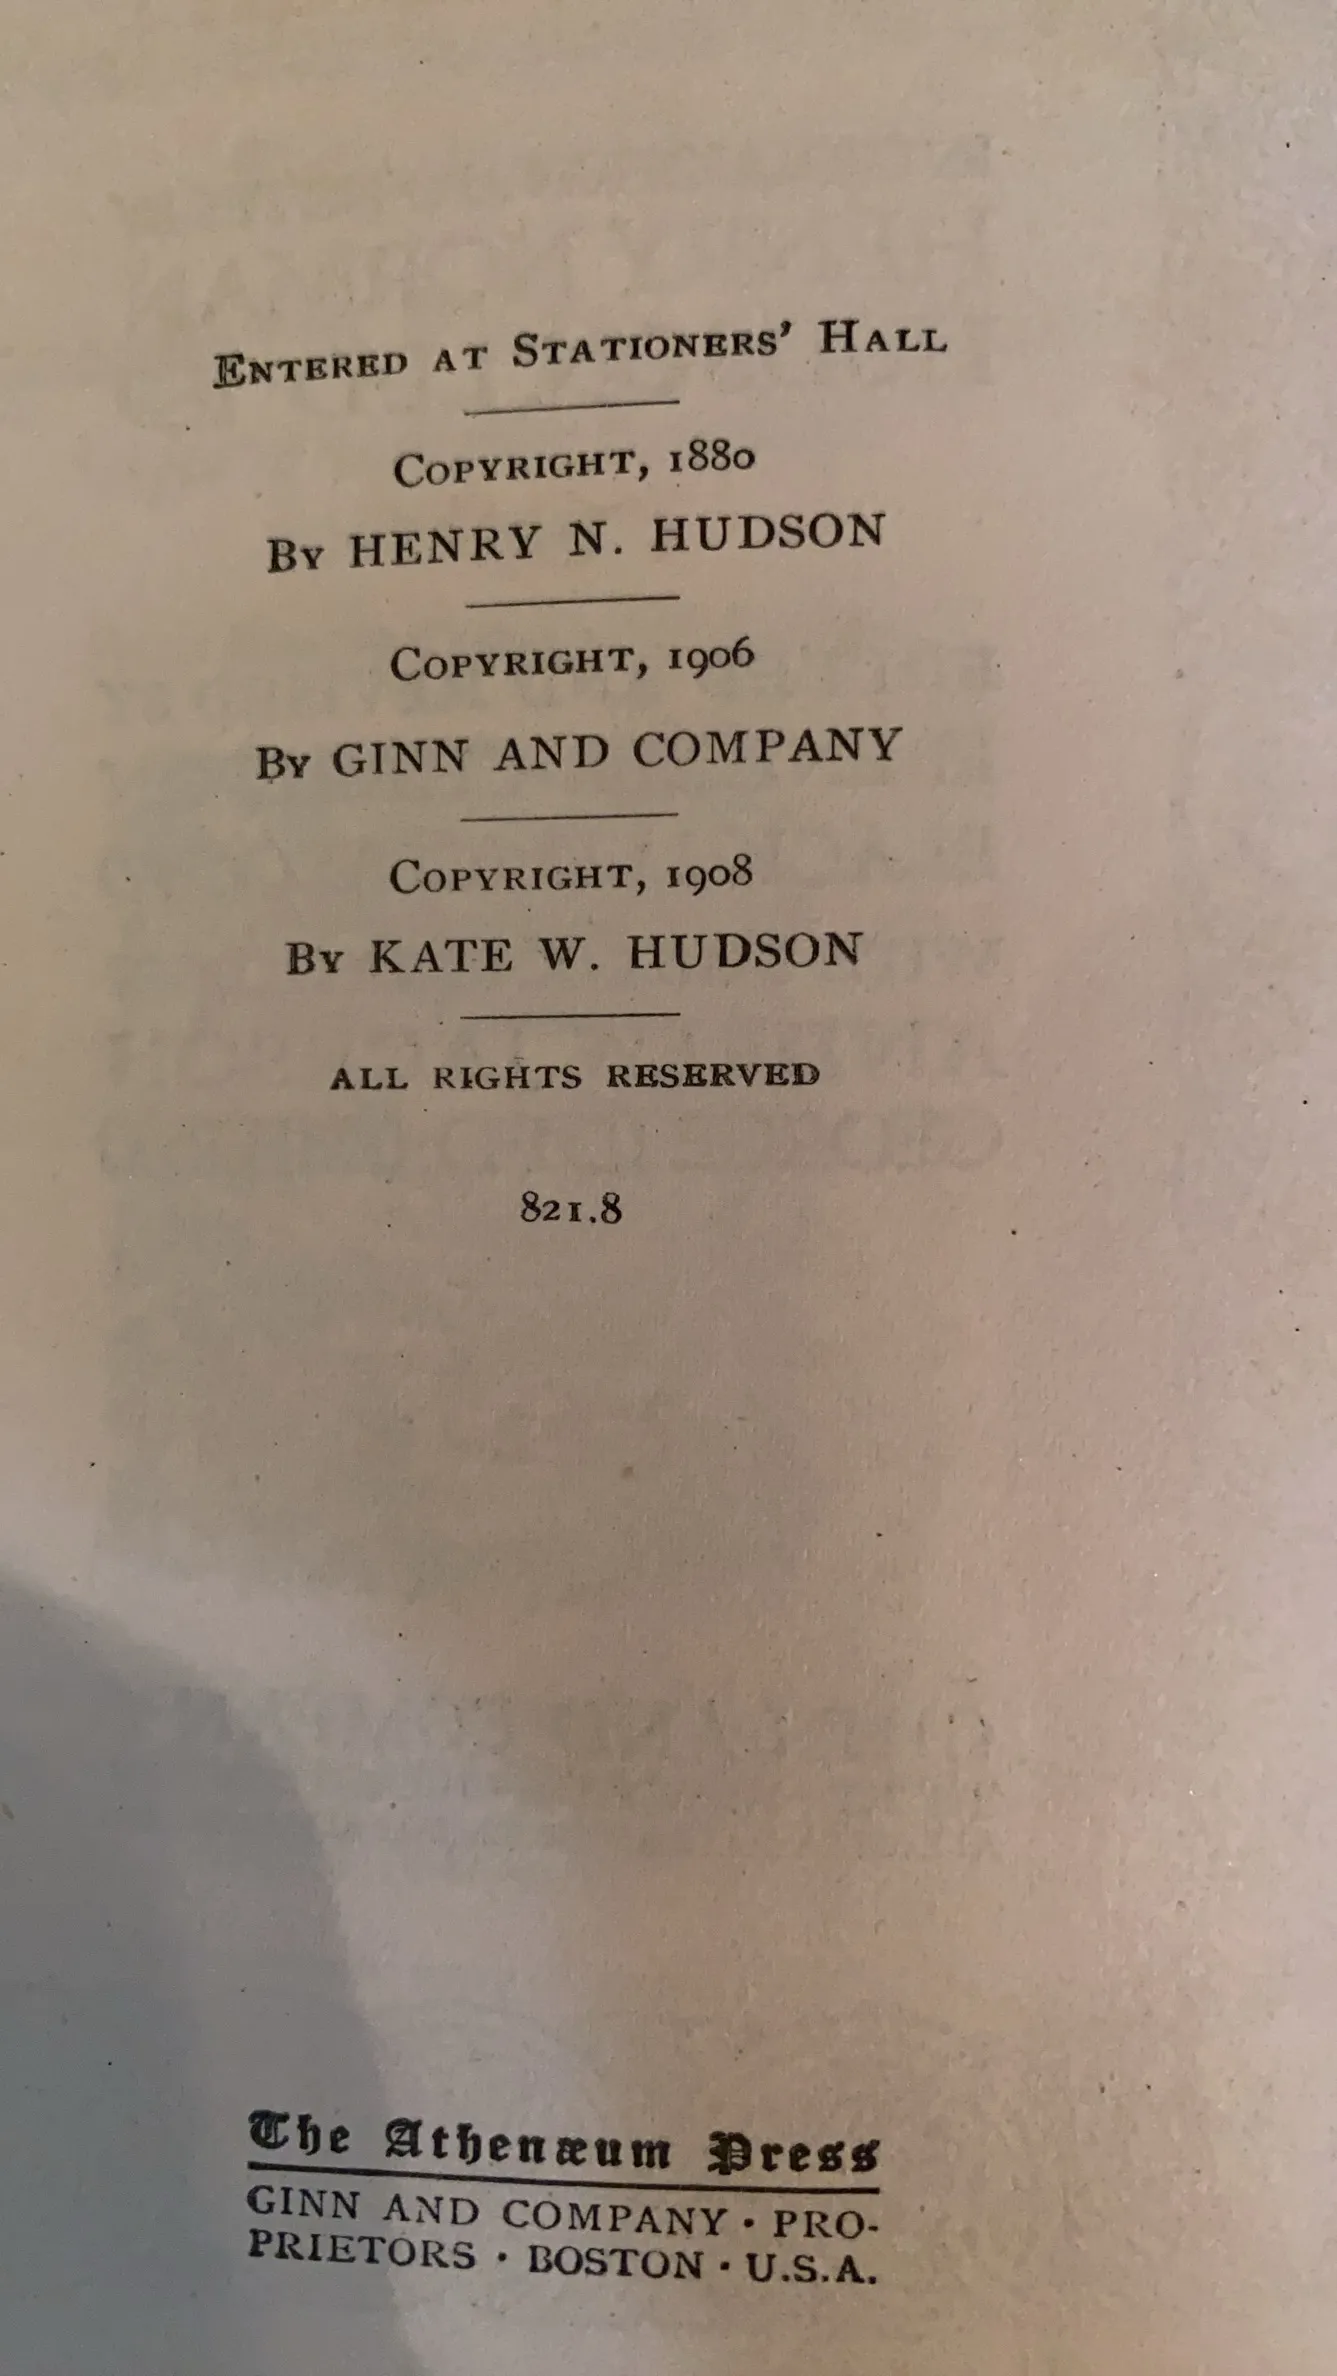 Entered at Stationers' Hall
Copyright, 1880
By HENRY N. HUDSON
Copyright, 1906
By GINN AND COMPANY
Copyright, 1908
By KATE W. HUDSON
ALL RIGHTS RESERVED
821.8
The Athenæum Press
GINN AND COMPANY · PRO-
PRIETORS · BOSTON · U.S.A.